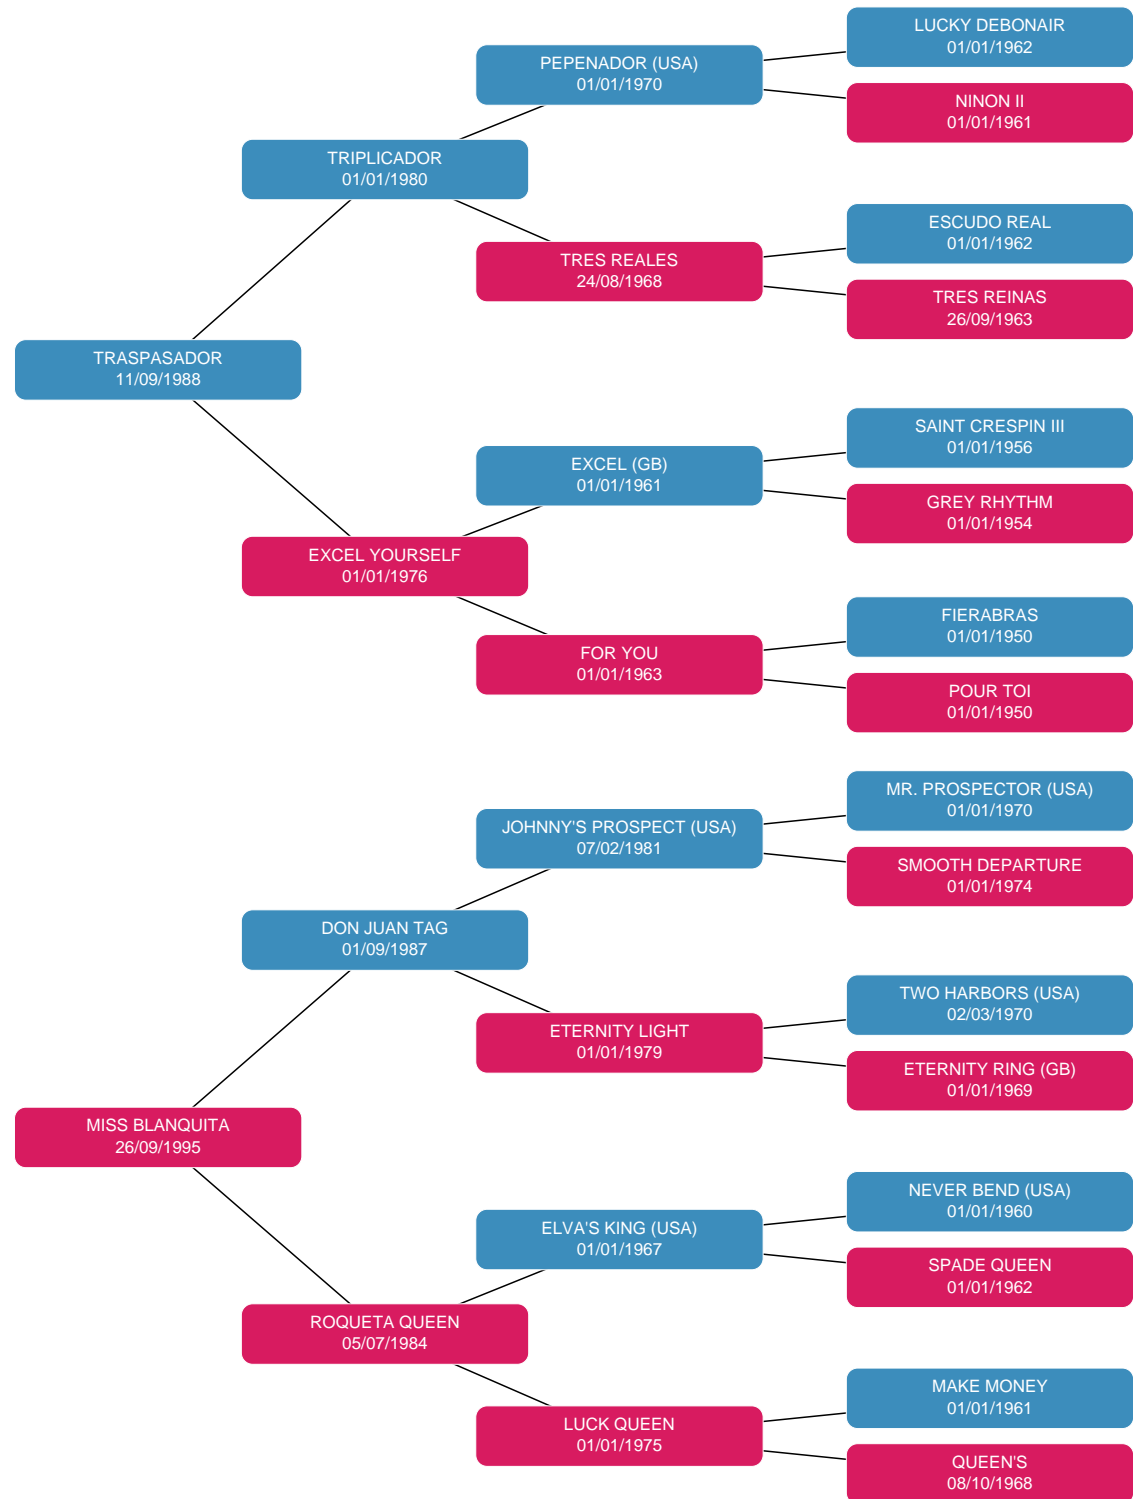 LUCKY DEBONAIR
01/01/1962
PEPENADOR (USA)
01/01/1970
NINON II
01/01/1961
TRIPLICADOR
01/01/1980
ESCUDO REAL
01/01/1962
TRES REALES
24/08/1968
TRES REINAS
26/09/1963
TRASPASADOR
11/09/1988
SAINT CRESPIN III
01/01/1956
EXCEL (GB)
01/01/1961
GREY RHYTHM
01/01/1954
EXCEL YOURSELF
01/01/1976
FIERABRAS
01/01/1950
FOR YOU
01/01/1963
POUR TOI
01/01/1950
MR. PROSPECTOR (USA)
01/01/1970
JOHNNY'S PROSPECT (USA)
07/02/1981
SMOOTH DEPARTURE
01/01/1974
DON JUAN TAG
01/09/1987
TWO HARBORS (USA)
02/03/1970
ETERNITY LIGHT
01/01/1979
ETERNITY RING (GB)
01/01/1969
MISS BLANQUITA
26/09/1995
NEVER BEND (USA)
01/01/1960
ELVA'S KING (USA)
01/01/1967
SPADE QUEEN
01/01/1962
ROQUETA QUEEN
05/07/1984
MAKE MONEY
01/01/1961
LUCK QUEEN
01/01/1975
QUEEN'S
08/10/1968